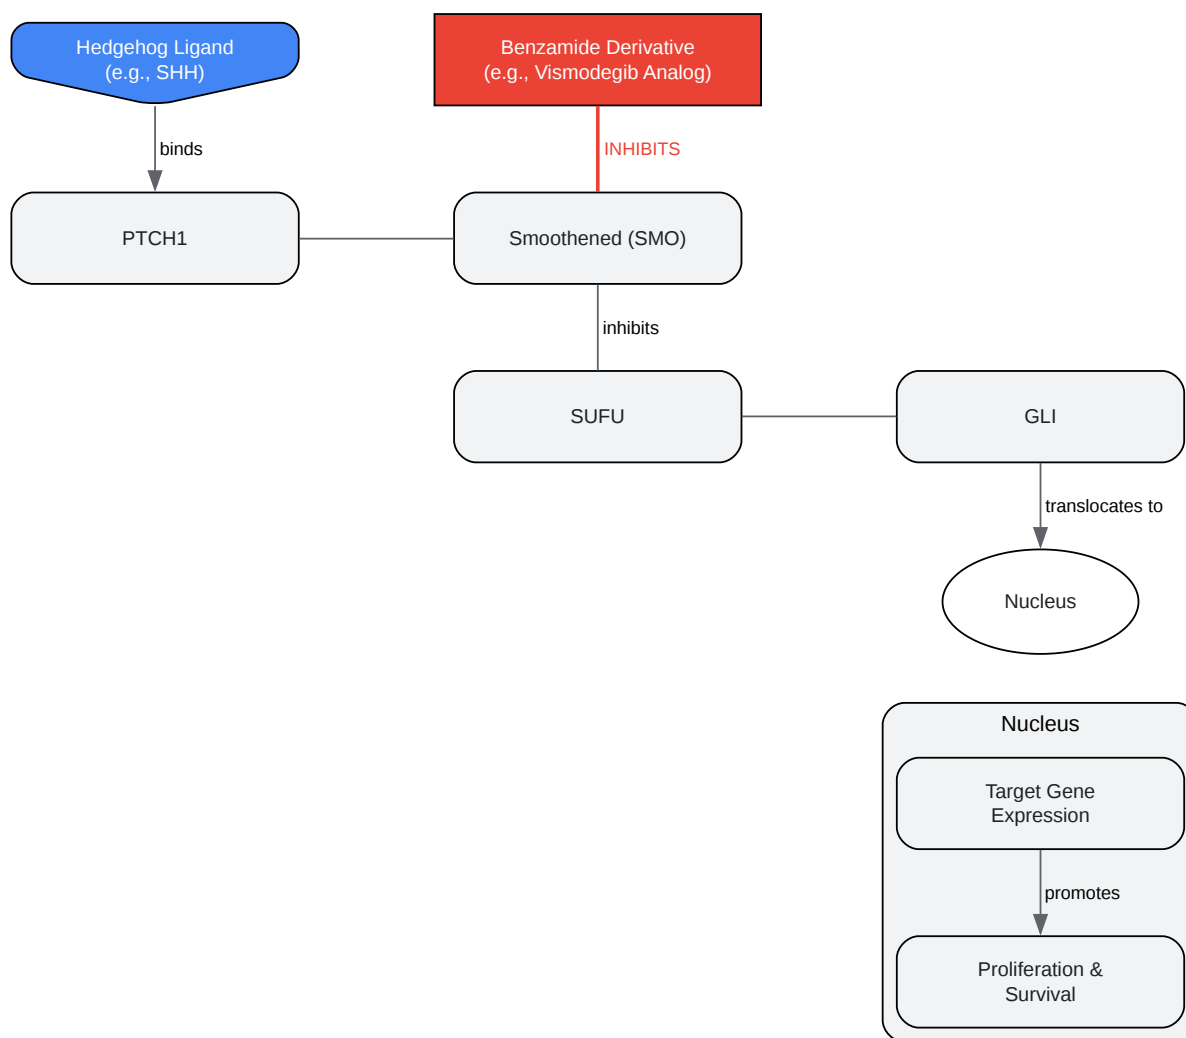 Hedgehog Ligand
(e.g., SHH)
Benzamide Derivative
(e.g., Vismodegib Analog)
binds
INHIBITS
PTCH1
Smoothened (SMO)
inhibits
SUFU
GLI
translocates to
Nucleus
Nucleus
Target Gene
Expression
promotes
Proliferation &
Survival